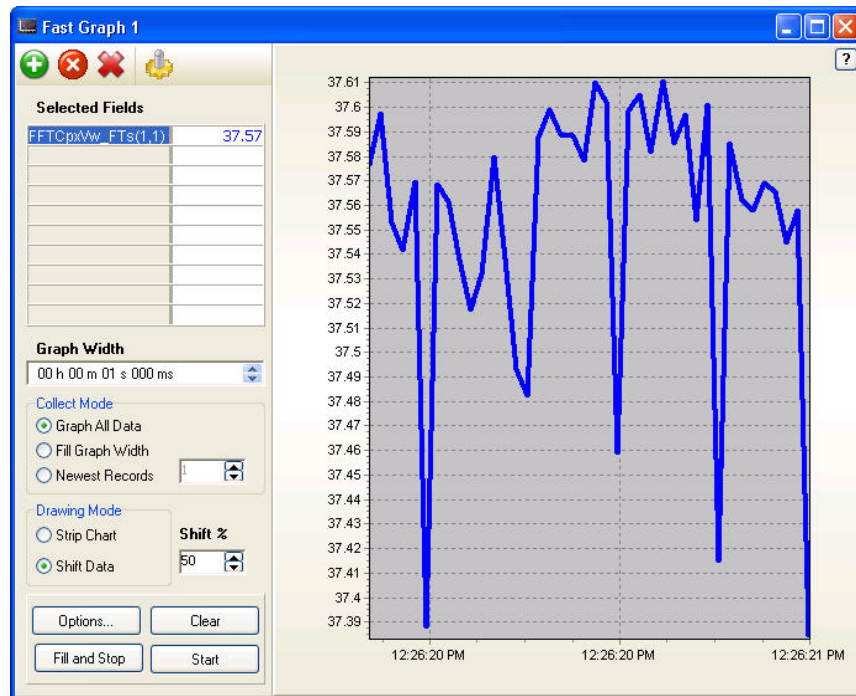 Fast Graph 1
?
Selected Fields
FFTCpxVw_FTs(1,1) 37.57
Graph Width
00 h 00 m 01 s 000 ms
Collect Mode
Graph All Data
Fill Graph Width
Newest Records 1
Drawing Mode
Strip Chart
Shift %
Shift Data
50
Options...
Clear
Fill and Stop
Start
37.61
37.6
37.59
37.58
37.57
37.56
37.54
37.53
37.52
37.51
37.5
37.49
37.48
37.47
37.46
37.45
37.44
37.43
37.42
37.41
37.4
37.39
12:26:20 PM
12:26:20 PM
12:26:21 PM